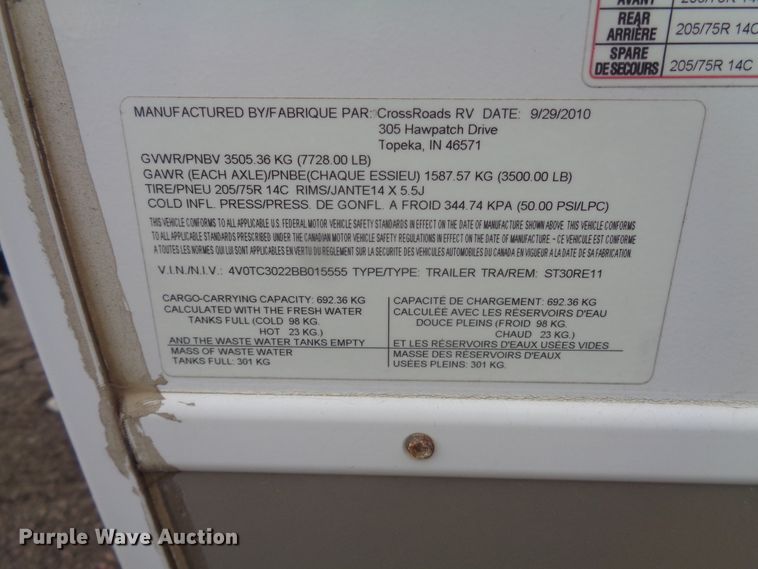 AVANT 205/75R 14C
REAR
ARRIÈRE 205/75R 14C
SPARE
DE SECOURS 205/75R 14C
MANUFACTURED BY/FABRIQUE PAR: CrossRoads RV DATE: 9/29/2010
305 Hawpatch Drive
Topeka, IN 46571
GVWR/PNBV 3505.36 KG (7728.00 LB)
GAWR (EACH AXLE)/PNBE(CHAQUE ESSIEU) 1587.57 KG (3500.00 LB)
TIRE/PNEU 205/75R 14C RIMS/JANTE14 X 5.5J
COLD INFL. PRESS/PRESS. DE GONFL. A FROID 344.74 KPA (50.00 PSI/LPC)
THIS VEHICLE CONFORMS TO ALL APPLICABLE U.S. FEDERAL MOTOR VEHICLE SAFETY STANDARDS IN EFFECT ON THE DATE OF MANUFACTURE SHOWN ABOVE. THIS VEHICLE CONFORMS
TO ALL APPLICABLE STANDARDS PRESCRIBED UNDER THE CANADIAN MOTOR VEHICLE SAFETY REGULATIONS IN EFFECT ON THE DATE OF MANUFACTURE - CE VÉHICULE EST CONFORME
A TOUTES LES NORMES QUI LUI SONT APPLICABLES EN VERTU DU RÈGLEMENT SUR LA SÉCURITÉ DES VÉHICULES AUTOMOBILES DU CANADA EN VIGUEUR A LA DATE DE SA FABRICATION.
V.I.N./N.I.V.: 4V0TC3022BB015555 TYPE/TYPE: TRAILER TRA/REM: ST30RE11
CARGO-CARRYING CAPACITY: 692.36 KG
CALCULATED WITH THE FRESH WATER
TANKS FULL (COLD 98 KG.
HOT 23 KG.)
AND THE WASTE WATER TANKS EMPTY
MASS OF WASTE WATER
TANKS FULL: 301 KG
CAPACITÉ DE CHARGEMENT: 692.36 KG
CALCULÉE AVEC LES RÉSERVOIRS D'EAU
DOUCE PLEINS (FROID 98 KG.
CHAUD 23 KG.)
ET LES RÉSERVOIRS D'EAUX USÉES VIDES
MASSE DES RÉSERVOIRS D'EAUX
USÉES PLEINS: 301 KG.
Purple Wave Auction